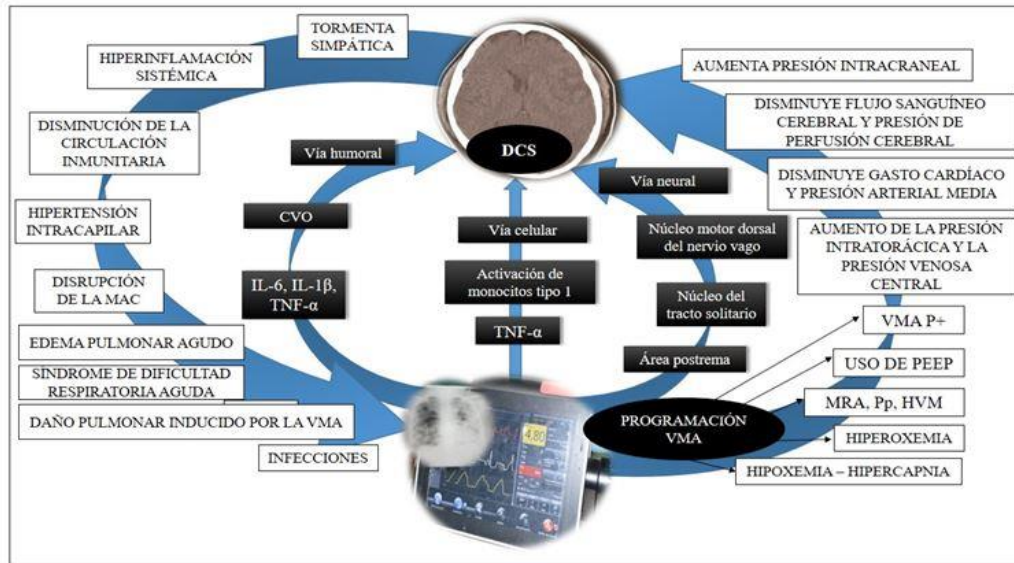 TORMENTA
SIMPÁTICA
HIPERINFLAMACIÓN
SISTÉMICA
DISMINUCIÓN DE LA
CIRCULACIÓN
INMUNITARIA
HIPERTENSIÓN
INTRACAPILAR
DISRUPCIÓN
DE LA MAC
EDEMA PULMONAR AGUDO
SÍNDROME DE DIFICULTAD
RESPIRATORIA AGUDA
DAÑO PULMONAR INDUCIDO POR LA VMA
INFECCIONES
DCS
Vía humoral
CVO
IL-6, IL-1β,
TNF-α
Vía celular
Activación de
monocitos tipo 1
TNF-α
Vía neural
Núcleo motor dorsal
del nervio vago
Núcleo del
tracto solitario
Área postrema
AUMENTA PRESIÓN INTRACRANEAL
DISMINUYE FLUJO SANGUÍNEO
CEREBRAL Y PRESIÓN DE
PERFUSIÓN CEREBRAL
DISMINUYE GASTO CARDÍACO
Y PRESIÓN ARTERIAL MEDIA
AUMENTO DE LA PRESIÓN
INTRATORÁCICA Y LA
PRESIÓN VENOSA
CENTRAL
VMA P+
USO DE PEEP
MRA, Pp, HVM
HIPEROXEMIA
HIPOXEMIA – HIPERCAPNIA
PROGRAMACIÓN
VMA
4,80